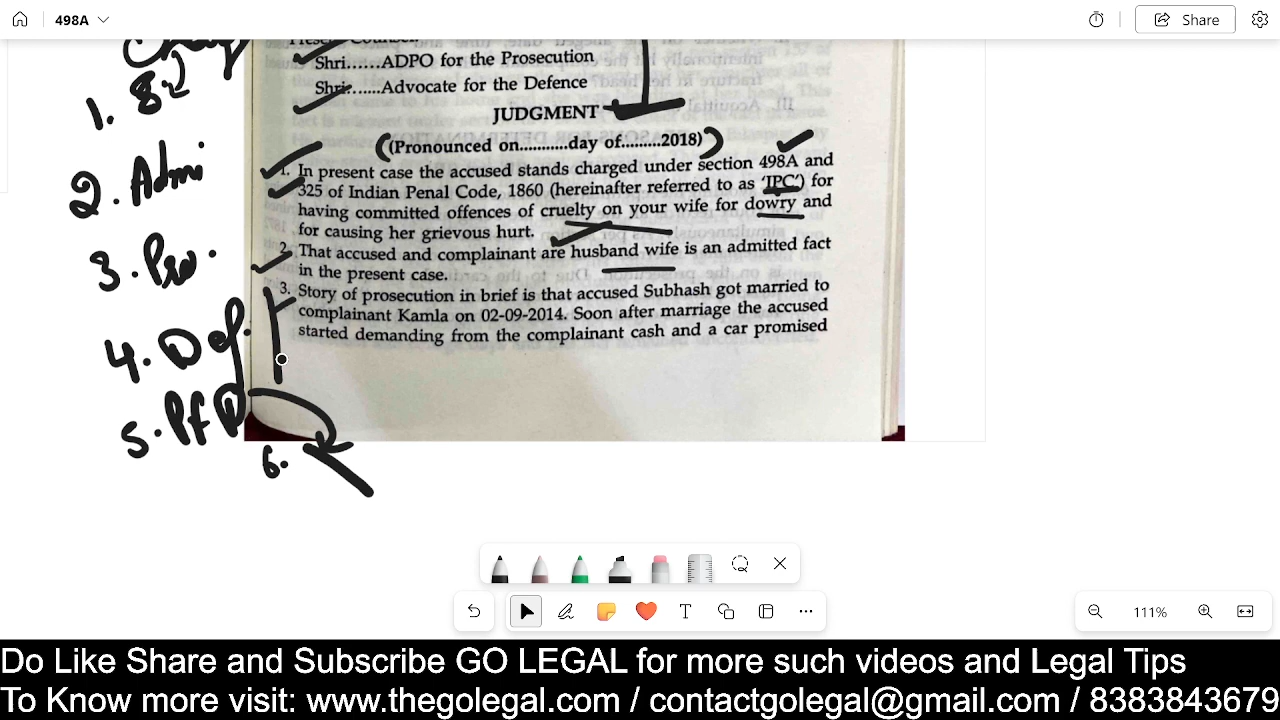 498A
Share
Shri......ADPO for the Prosecution
Shri.......Advocate for the Defence
JUDGMENT
(Pronounced on...........day of.........2018)
1. In present case the accused stands charged under section 498A and
325 of Indian Penal Code, 1860 (hereinafter referred to as 'IPC') for
having committed offences of cruelty on your wife for dowry and
for causing her grievous hurt.
2. That accused and complainant are husband wife is an admitted fact
in the present case.
3. Story of prosecution in brief is that accused Subhash got married to
complainant Kamla on 02-09-2014. Soon after marriage the accused
started demanding from the complainant cash and a car promised
1.
2. Admi
3.
4. Def.
5. Pf D
6.
T
111%
Do Like Share and Subscribe GO LEGAL for more such videos and Legal Tips
To Know more visit: www.thegolegal.com / contactgolegal@gmail.com / 8383843679